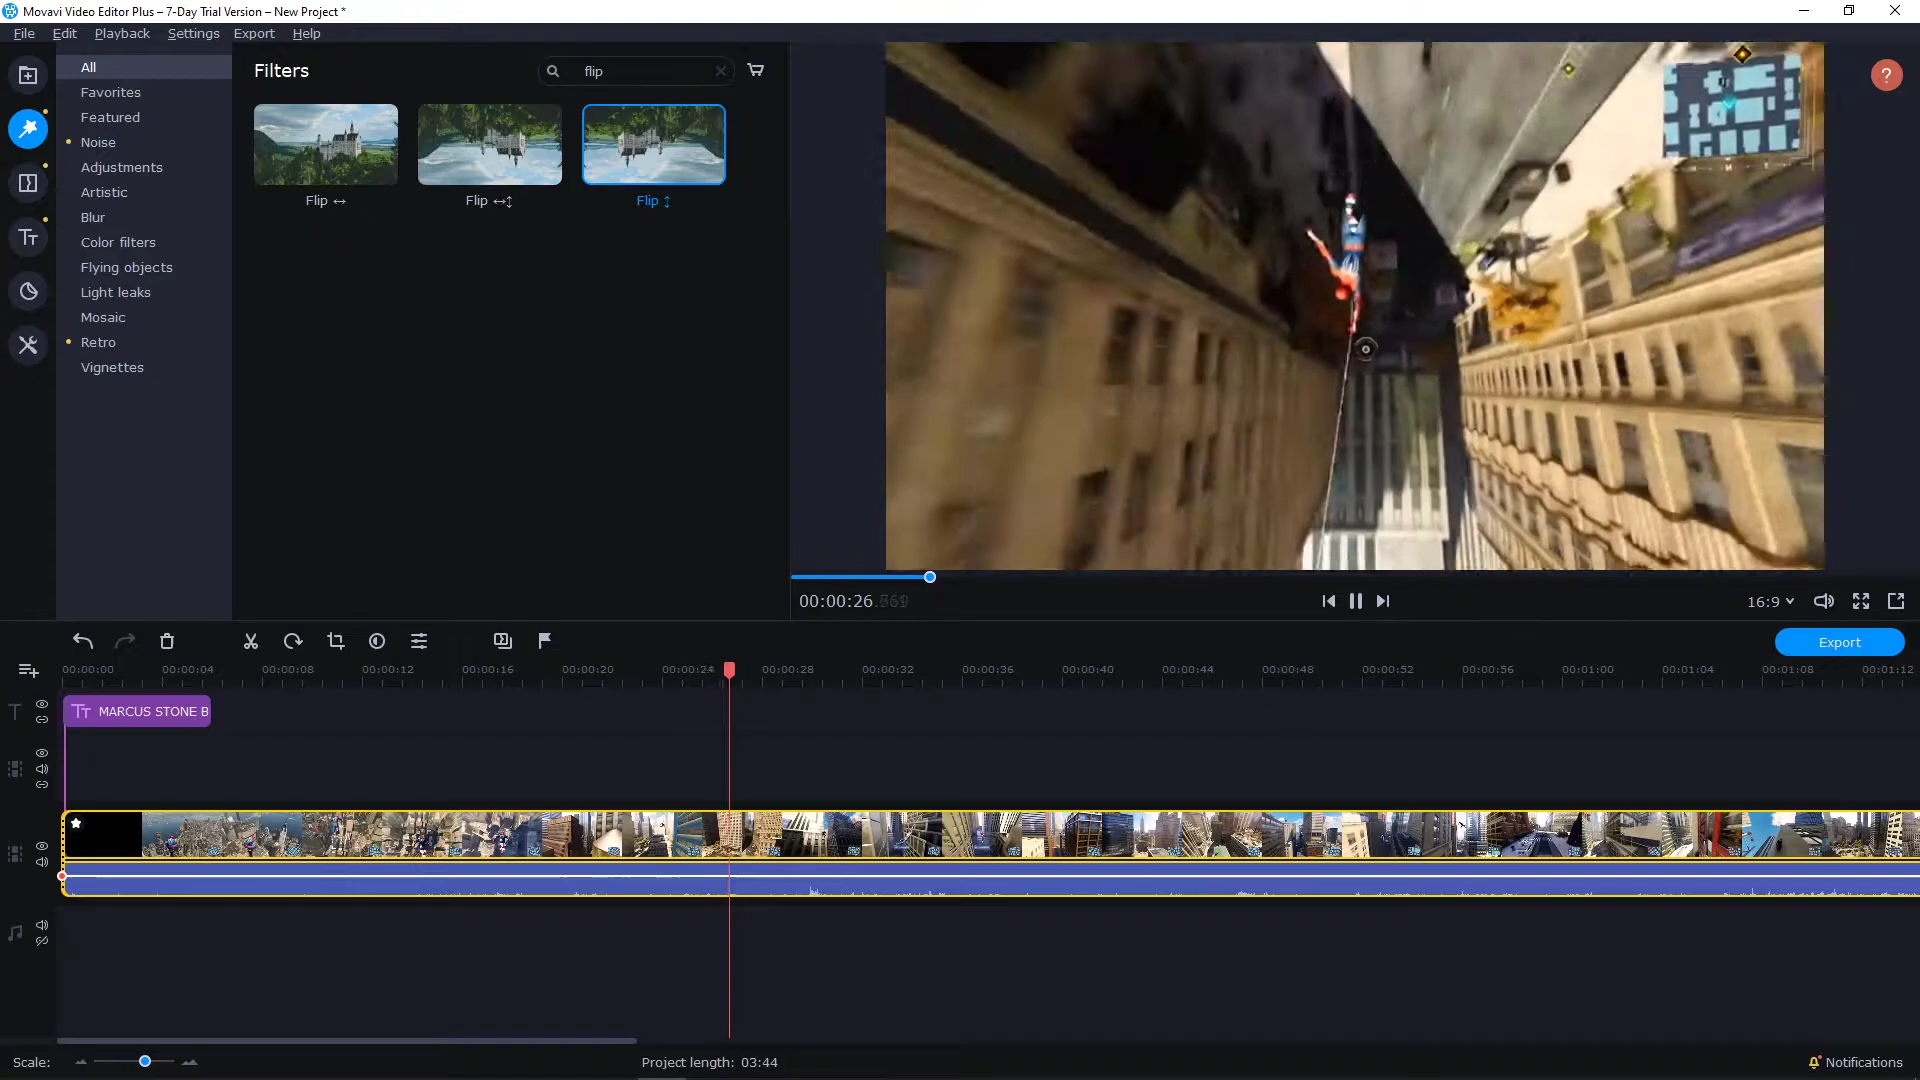 Movavi Video Editor Plus – 7-Day Trial Version – New Project *
File Edit Playback Settings Export Help
All
Favorites
Featured
Noise
Adjustments
Artistic
Blur
Color filters
Flying objects
Light leaks
Mosaic
Retro
Vignettes
Filters
flip
Flip ↔
Flip ↔↕
Flip ↕
?
00:00:26
16:9
Export
00:00:00 00:00:04 00:00:08 00:00:12 00:00:16 00:00:20 00:00:24 00:00:28 00:00:32 00:00:36 00:00:40 00:00:44 00:00:48 00:00:52 00:00:56 00:01:00 00:01:04 00:01:08 00:01:12
MARCUS STONE B
Scale:
Project length: 03:44
Notifications